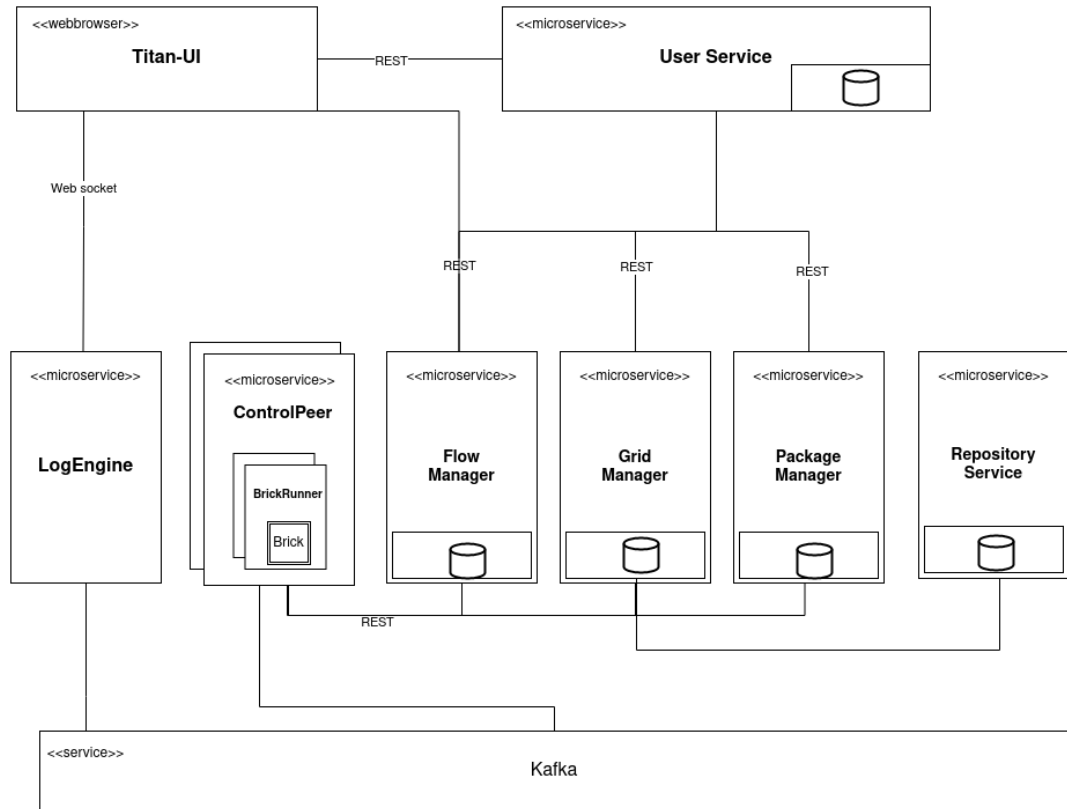 <<webbrowser>>
Titan-UI
REST
<<microservice>>
User Service
Web socket
REST
REST
REST
<<microservice>>
LogEngine
<<microservice>>
ControlPeer
BrickRunner
Brick
<<microservice>>
Flow
Manager
<<microservice>>
Grid
Manager
<<microservice>>
Package
Manager
<<microservice>>
Repository
Service
REST
<<service>>
Kafka